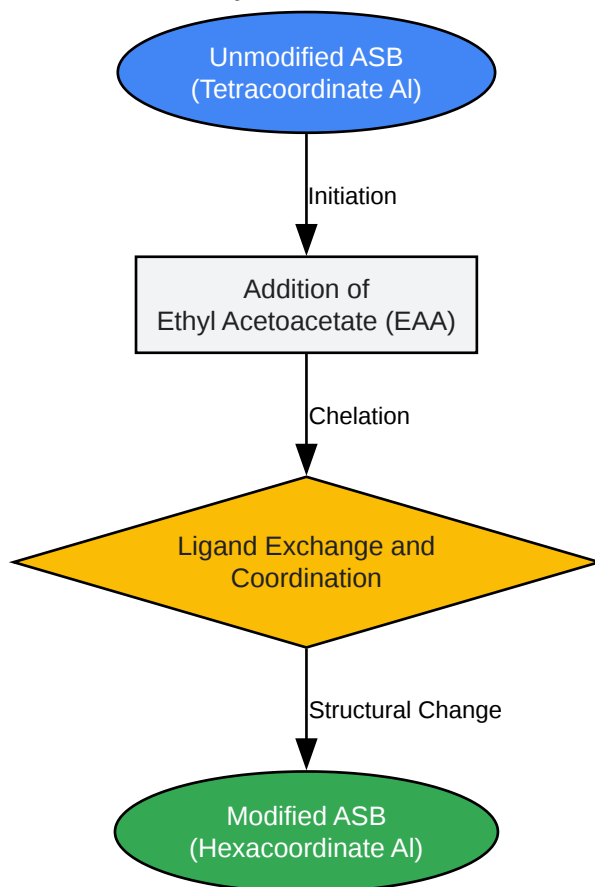 Unmodified ASB
(Tetracoordinate Al)
Initiation
Addition of
Ethyl Acetoacetate (EAA)
Chelation
Ligand Exchange and
Coordination
Structural Change
Modified ASB
(Hexacoordinate Al)